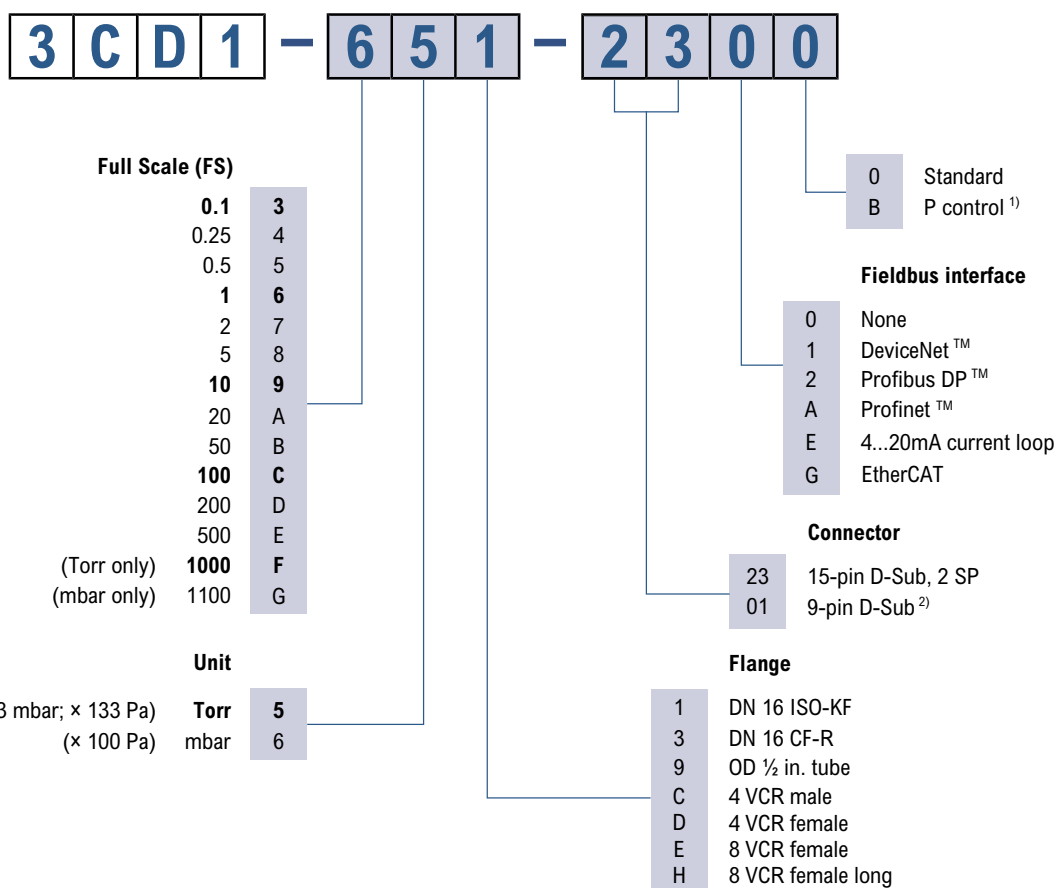 3CD1-651-2300
0 Standard
B P control 1)
Full Scale (FS)
0.1 3
0.25 4
0.5 5
1 6
2 7
5 8
10 9
20 A
50 B
100 C
200 D
500 E
(Torr only) 1000 F
(mbar only) 1100 G
Fieldbus interface
0 None
1 DeviceNet TM
2 Profibus DP TM
A Profinet TM
E 4...20mA current loop
G EtherCAT
Connector
23 15-pin D-Sub, 2 SP
01 9-pin D-Sub 2)
Unit
3 mbar; × 133 Pa) Torr 5
(× 100 Pa) mbar 6
Flange
1 DN 16 ISO-KF
3 DN 16 CF-R
9 OD ½ in. tube
C 4 VCR male
D 4 VCR female
E 8 VCR female
H 8 VCR female long